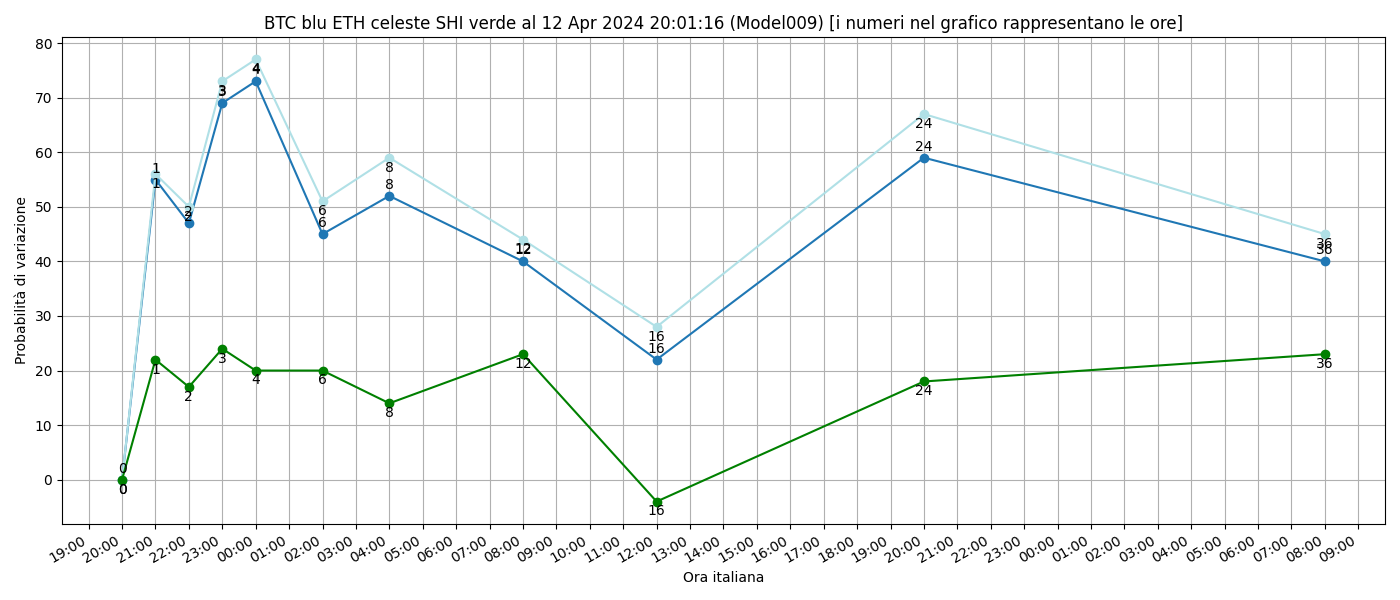 BTC blu ETH celeste SHI verde al 12 Apr 2024 20:01:16 (Model009) [i numeri nel grafico rappresentano le ore]
Probabilità di variazione
80
70
60
50
40
30
20
10
0
0 1 2 3 4 6 8 12 16 24 36
0 1 2 3 4 6 8 12 16 24 36
0 1 2 3 4 6 8 12 16 24 36
19:00 20:00 21:00 22:00 23:00 00:00 01:00 02:00 03:00 04:00 05:00 06:00 07:00 08:00 09:00 10:00 11:00 12:00 13:00 14:00 15:00 16:00 17:00 18:00 19:00 20:00 21:00 22:00 23:00 00:00 01:00 02:00 03:00 04:00 05:00 06:00 07:00 08:00 09:00
Ora italiana